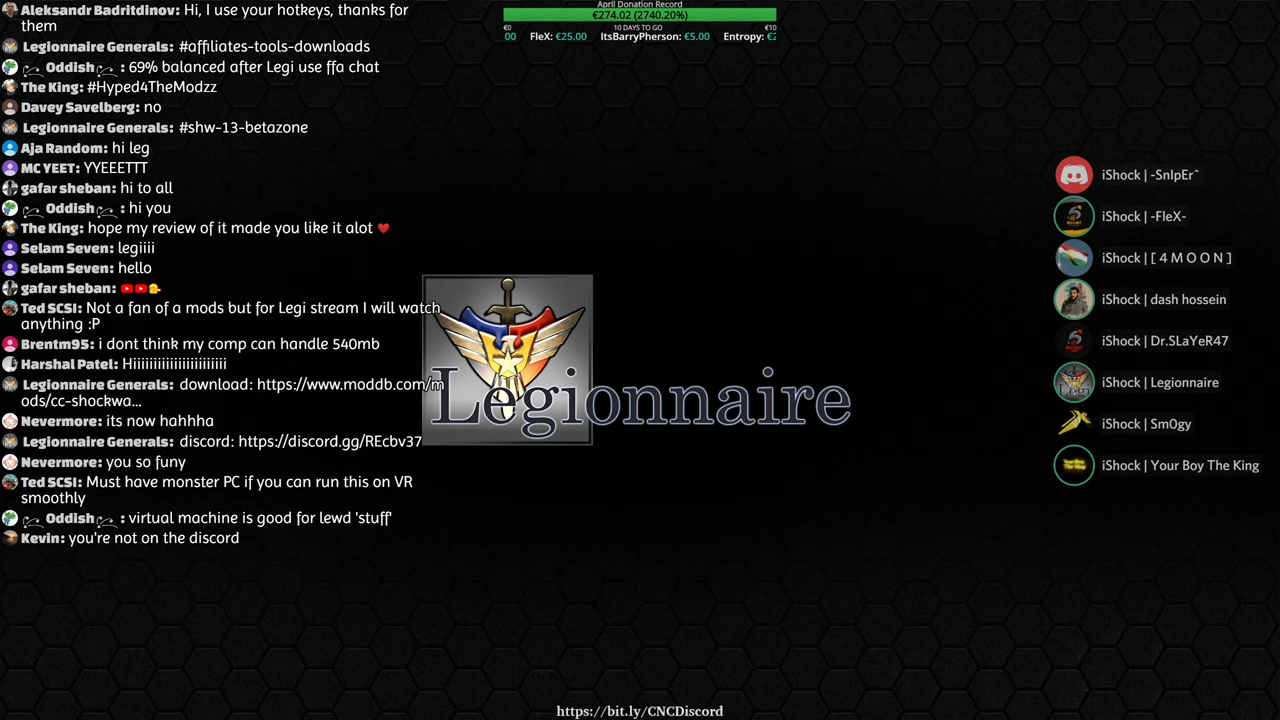 Aleksandr Badritdinov: Hi, I use your hotkeys, thanks for
them
Legionnaire Generals: #affiliates-tools-downloads
Oddish: 69% balanced after Legi use ffa chat
The King: #Hyped4TheModzz
Davey Savelberg: no
Legionnaire Generals: #shw-13-betazone
Aja Random: hi leg
MC YEET: YYEEETTT
gafar sheban: hi to all
Oddish: hi you
The King: hope my review of it made you like it alot ♥
Selam Seven: legiiii
Selam Seven: hello
gafar sheban:
Ted SCSI: Not a fan of a mods but for Legi stream I will watch
anything :P
Brentm95: i dont think my comp can handle 540mb
Harshal Patel: Hiiiiiiiiiiiiiiiiiiiiiii
Legionnaire Generals: download: https://www.moddb.com/m
ods/cc-shockwa...
Nevermore: its now hahhha
Legionnaire Generals: discord: https://discord.gg/REcbv37
Nevermore: you so funy
Ted SCSI: Must have monster PC if you can run this on VR
smoothly
Oddish: virtual machine is good for lewd 'stuff'
Kevin: you're not on the discord
April Donation Record
€274.02 (2740.20%)
€0 10 DAYS TO GO €10
00 FleX: €25.00 ItsBarryPherson: €5.00 Entropy:
Legionnaire
iShock | -SnIpErˆ
iShock | -FleX-
iShock | [ 4 M O O N ]
iShock | dash hossein
iShock | Dr.SLaYeR47
iShock | Legionnaire
iShock | Sm0gy
iShock | Your Boy The King
https://bit.ly/CNCDiscord